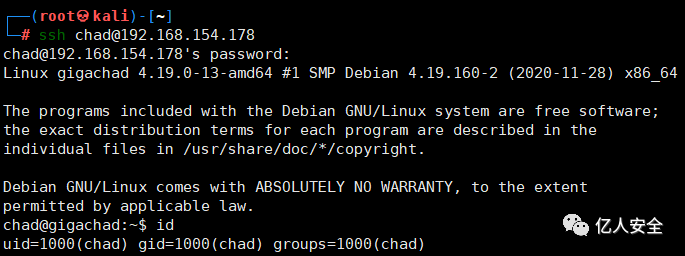 ┌──(root㉿kali)-[~]
└─# ssh chad@192.168.154.178
chad@192.168.154.178's password:
Linux gigachad 4.19.0-13-amd64 #1 SMP Debian 4.19.160-2 (2020-11-28) x86_64
The programs included with the Debian GNU/Linux system are free software;
the exact distribution terms for each program are described in the
individual files in /usr/share/doc/*/copyright.
Debian GNU/Linux comes with ABSOLUTELY NO WARRANTY, to the extent
permitted by applicable law.
chad@gigachad:~$ id
uid=1000(chad) gid=1000(chad) groups=1000(chad)
亿人安全